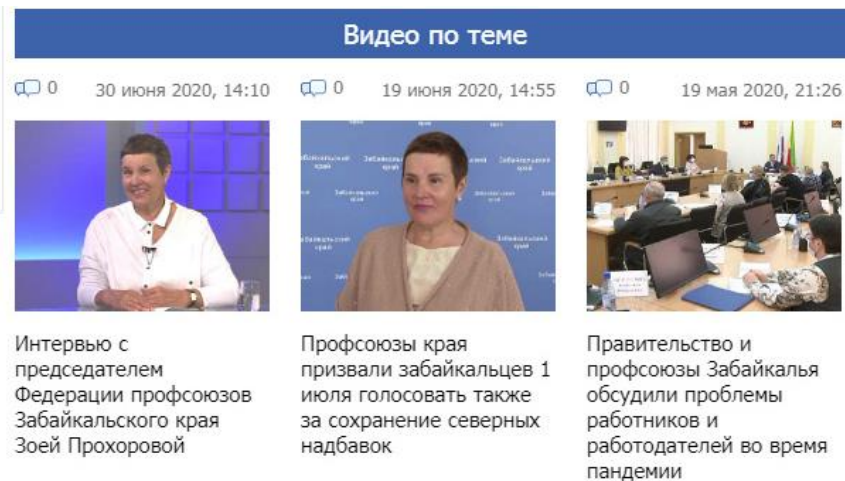 Видео по теме
0 30 июня 2020, 14:10
0 19 июня 2020, 14:55
0 19 мая 2020, 21:26
Забайкальский край
Интервью с
председателем
Федерации профсоюзов
Забайкальского края
Зоей Прохоровой
Профсоюзы края
призвали забайкальцев 1
июля голосовать также
за сохранение северных
надбавок
Правительство и
профсоюзы Забайкалья
обсудили проблемы
работников и
работодателей во время
пандемии